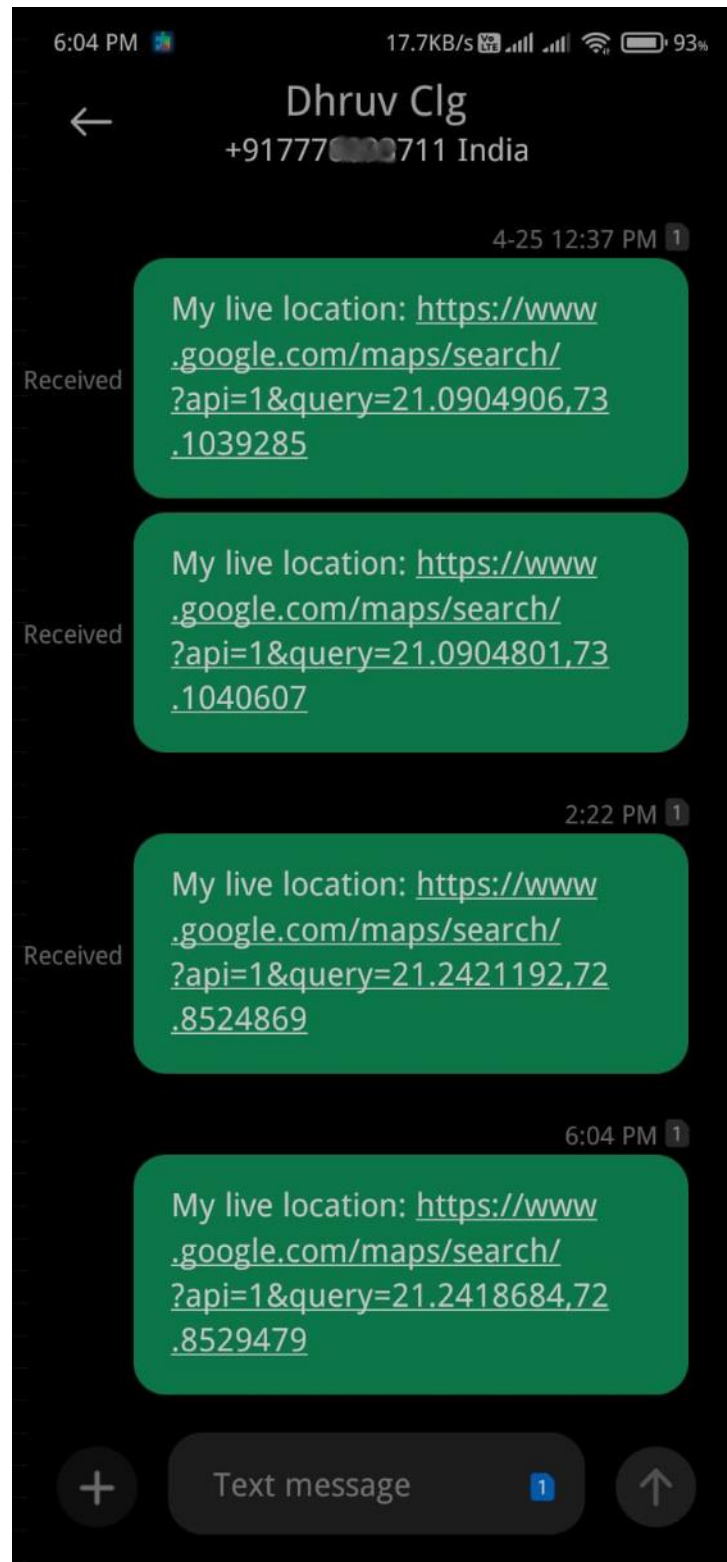 6:04 PM 17.7KB/s Vo LTE 93%
Dhruv Clg
+91777 711 India
4-25 12:37 PM 1
My live location: https://www
.google.com/maps/search/
Received
?api=1&query=21.0904906,73
.1039285
My live location: https://www
.google.com/maps/search/
Received
?api=1&query=21.0904801,73
.1040607
2:22 PM 1
My live location: https://www
.google.com/maps/search/
Received
?api=1&query=21.2421192,72
.8524869
6:04 PM 1
My live location: https://www
.google.com/maps/search/
?api=1&query=21.2418684,72
.8529479
Text message 1